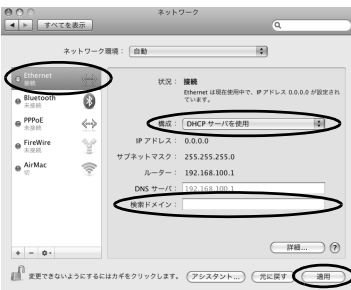 ネットワーク
すべてを表示
ネットワーク環境： 自動
Ethernet
接続
Bluetooth
未接続
PPPoE
未接続
FireWire
未接続
AirMac
切
状況： 接続
Ethernet は現在使用中で、IP アドレス 0.0.0.0 が設定され
ています。
構成： DHCP サーバを使用
IP アドレス： 0.0.0.0
サブネットマスク： 255.255.255.0
ルーター： 192.168.100.1
DNS サーバ： 192.168.100.1
検索ドメイン：
詳細... ?
+ −
変更できないようにするにはカギをクリックします。 アシスタント... 元に戻す 適用